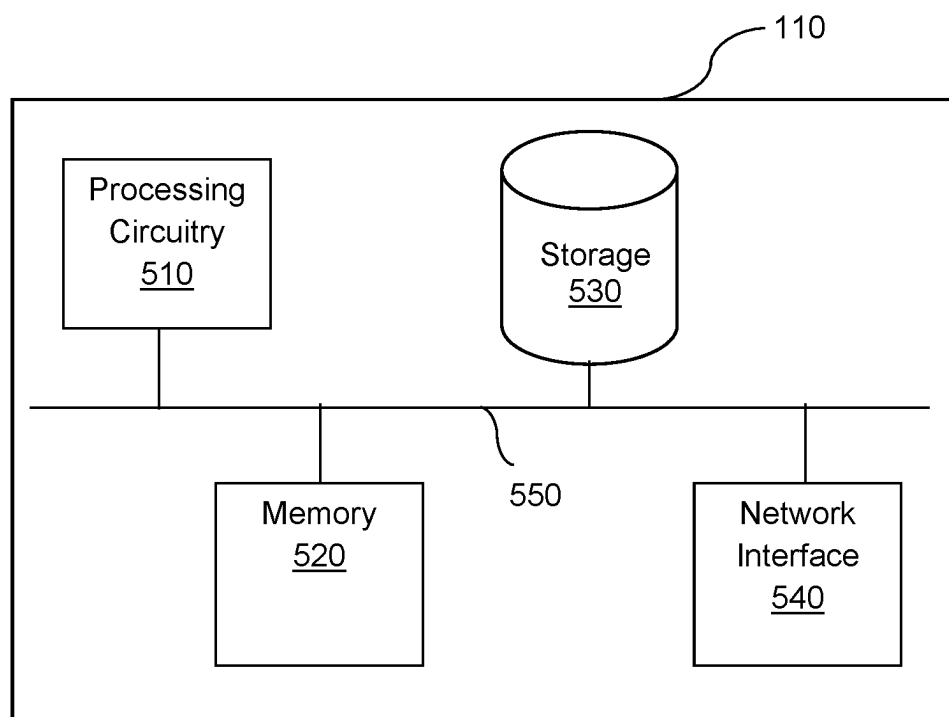 110
Processing
Circuitry
510
Storage
530
550
Memory
520
Network
Interface
540